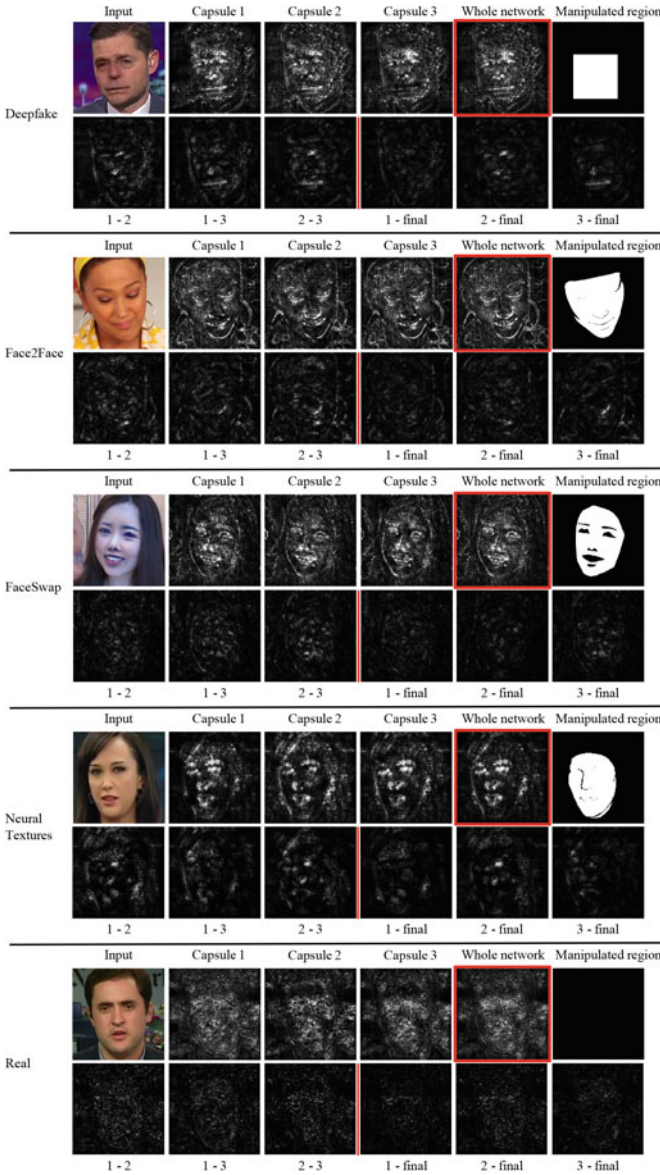 Input Capsule 1 Capsule 2 Capsule 3 Whole network Manipulated region
Deepfake
1 - 2 1 - 3 2 - 3 1 - final 2 - final 3 - final
Input Capsule 1 Capsule 2 Capsule 3 Whole network Manipulated region
Face2Face
1 - 2 1 - 3 2 - 3 1 - final 2 - final 3 - final
Input Capsule 1 Capsule 2 Capsule 3 Whole network Manipulated region
FaceSwap
1 - 2 1 - 3 2 - 3 1 - final 2 - final 3 - final
Input Capsule 1 Capsule 2 Capsule 3 Whole network Manipulated region
Neural
Textures
1 - 2 1 - 3 2 - 3 1 - final 2 - final 3 - final
Input Capsule 1 Capsule 2 Capsule 3 Whole network Manipulated region
Real
1 - 2 1 - 3 2 - 3 1 - final 2 - final 3 - final